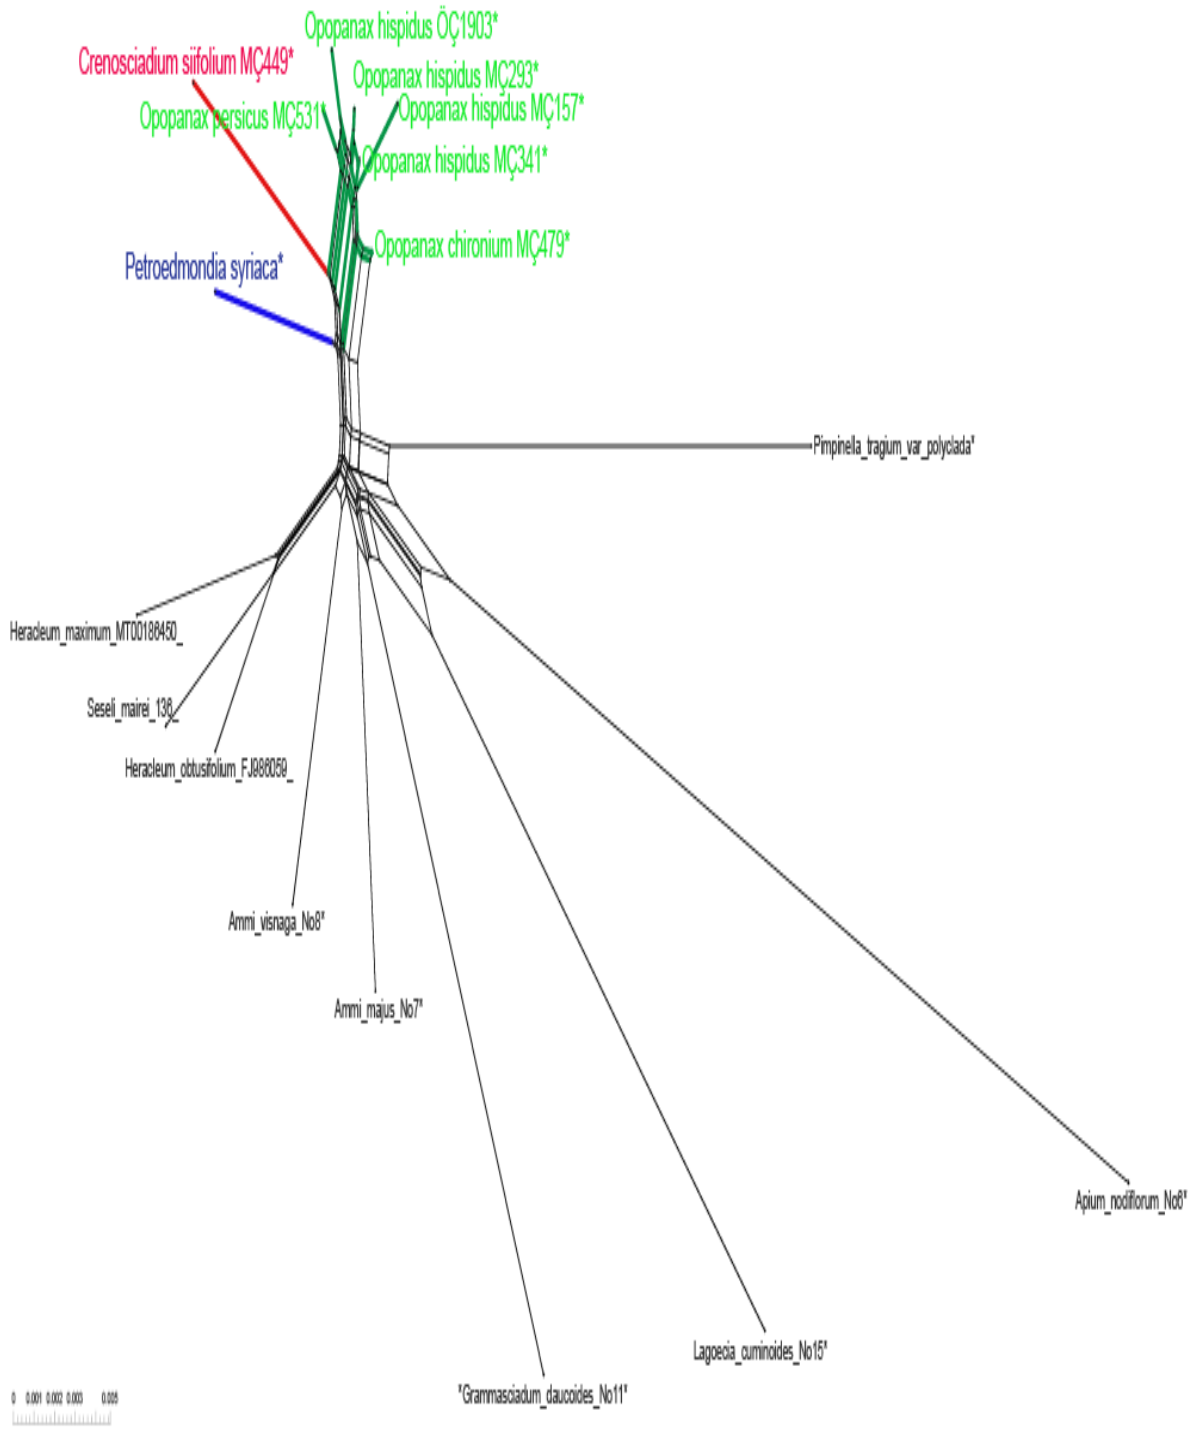 Opopanax hispidus ÖÇ1903*
Crenosciadium siifolium MÇ449*
Opopanax hispidus MÇ293*
Opopanax persicus MÇ531*
Opopanax hispidus MÇ157*
Opopanax hispidus MÇ341*
Opopanax chironium MÇ479*
Petroedmondia syriaca*
Pimpinella_tragium_var_polyclada*
Heracleum_maximum_MT00186450_
Seseli_mairei_136_
Heracleum_obtusifolium_FJ986059_
Ammi_visnaga_No8*
Ammi_majus_No7*
Apium_nodiflorum_No6*
Lagoecia_cuminoides_No15*
"Grammasciadum_daucoides_No11"
0 0.001 0.002 0.003 0.005